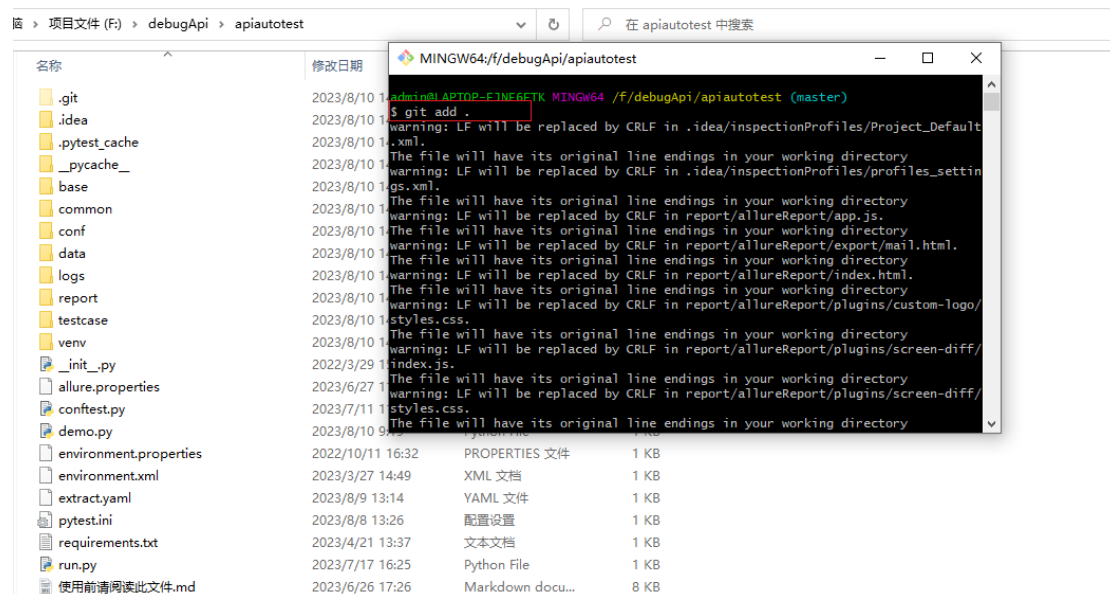 脑 › 项目文件 (F:) › debugApi › apiautotest
在 apiautotest 中搜索
名称 修改日期
.git 2023/8/10 1
.idea 2023/8/10 1
.pytest_cache 2023/8/10 1
__pycache__ 2023/8/10 1
base 2023/8/10 1
common 2023/8/10 1
conf 2023/8/10 1
data 2023/8/10 1
logs 2023/8/10 1
report 2023/8/10 1
testcase 2023/8/10 1
venv 2023/8/10 1
__init__.py 2022/3/29 1
allure.properties 2023/6/27 1
conftest.py 2023/7/11 1
demo.py 2023/8/10 9:
environment.properties 2022/10/11 16:32 PROPERTIES 文件 1 KB
environment.xml 2023/3/27 14:49 XML 文档 1 KB
extract.yaml 2023/8/9 13:14 YAML 文件 1 KB
pytest.ini 2023/8/8 13:26 配置设置 1 KB
requirements.txt 2023/4/21 13:37 文本文档 1 KB
run.py 2023/7/17 16:25 Python File 1 KB
使用前请阅读此文件.md 2023/6/26 17:26 Markdown docu... 8 KB
MINGW64:/f/debugApi/apiautotest
MINGW64 /f/debugApi/apiautotest (master)
$ git add .
warning: LF will be replaced by CRLF in .idea/inspectionProfiles/Project_Default
.xml.
The file will have its original line endings in your working directory
warning: LF will be replaced by CRLF in .idea/inspectionProfiles/profiles_settin
gs.xml.
The file will have its original line endings in your working directory
warning: LF will be replaced by CRLF in report/allureReport/app.js.
The file will have its original line endings in your working directory
warning: LF will be replaced by CRLF in report/allureReport/export/mail.html.
The file will have its original line endings in your working directory
warning: LF will be replaced by CRLF in report/allureReport/index.html.
The file will have its original line endings in your working directory
warning: LF will be replaced by CRLF in report/allureReport/plugins/custom-logo/
styles.css.
The file will have its original line endings in your working directory
warning: LF will be replaced by CRLF in report/allureReport/plugins/screen-diff/
index.js.
The file will have its original line endings in your working directory
warning: LF will be replaced by CRLF in report/allureReport/plugins/screen-diff/
styles.css.
The file will have its original line endings in your working directory